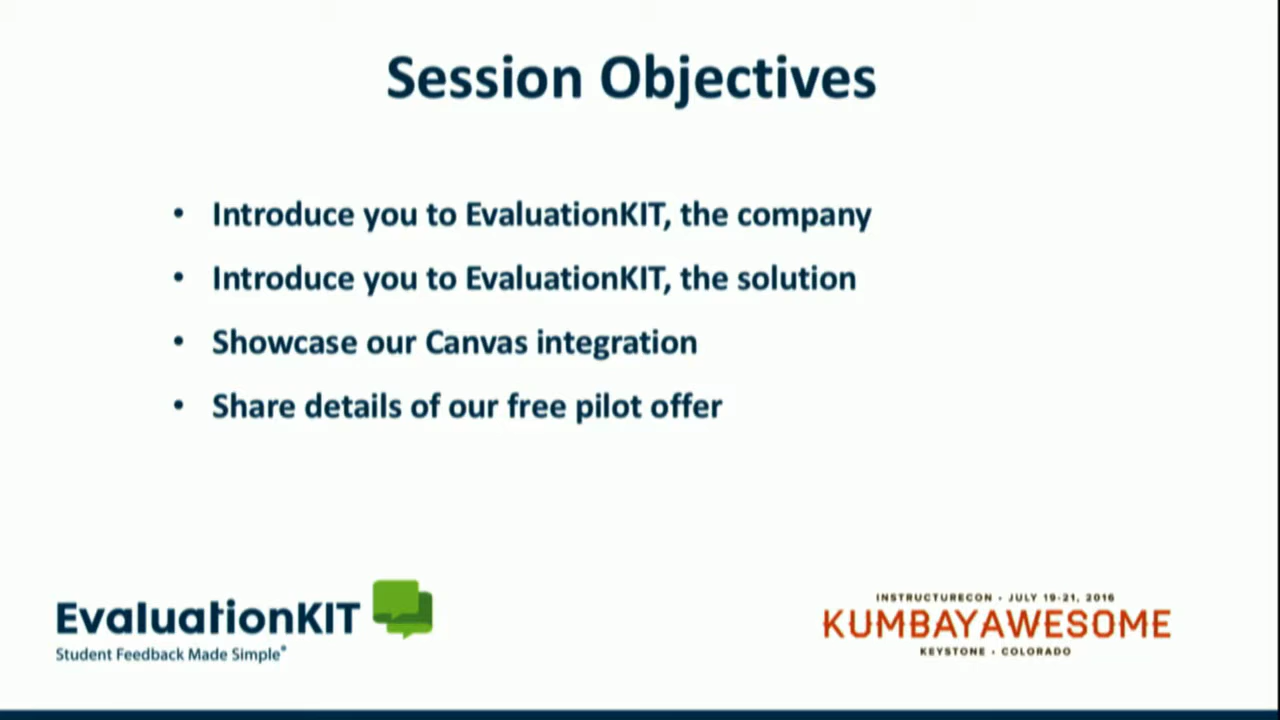 Session Objectives
• Introduce you to EvaluationKIT, the company
• Introduce you to EvaluationKIT, the solution
• Showcase our Canvas integration
• Share details of our free pilot offer
EvaluationKIT
Student Feedback Made Simple®
INSTRUCTURECON • JULY 19-21, 2016
KUMBAYAWESOME
KEYSTONE • COLORADO